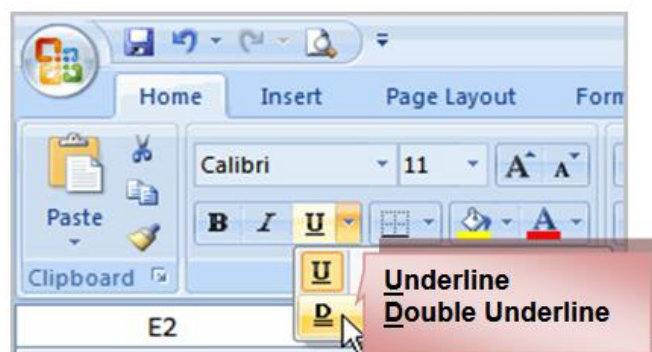 Home Insert Page Layout Form
Calibri 11 A A
Paste B I U A
Clipboard
U Underline
D Double Underline
E2